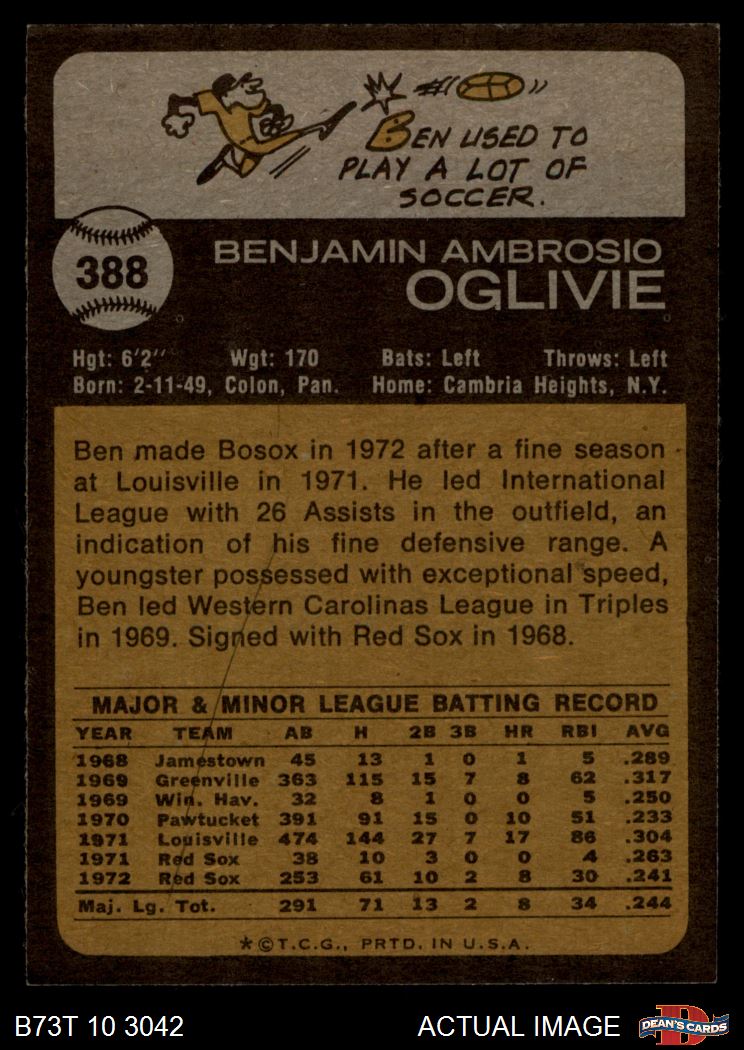 BEN USED TO
PLAY A LOT OF
SOCCER.
388
BENJAMIN AMBROSIO
OGLIVIE
Hgt: 6'2" Wgt: 170 Bats: Left Throws: Left
Born: 2-11-49, Colon, Pan. Home: Cambria Heights, N.Y.
Ben made Bosox in 1972 after a fine season
at Louisville in 1971. He led International
League with 26 Assists in the outfield, an
indication of his fine defensive range. A
youngster possessed with exceptional speed,
Ben led Western Carolinas League in Triples
in 1969. Signed with Red Sox in 1968.
MAJOR & MINOR LEAGUE BATTING RECORD
YEAR TEAM AB H 2B 3B HR RBI AVG
1968 Jamestown 45 13 1 0 1 5 .289
1969 Greenville 363 115 15 7 8 62 .317
1969 Win. Hav. 32 8 1 0 0 5 .250
1970 Pawtucket 391 91 15 0 10 51 .233
1971 Louisville 474 144 27 7 17 86 .304
1971 Red Sox 38 10 3 0 0 4 .263
1972 Red Sox 253 61 10 2 8 30 .241
Maj. Lg. Tot. 291 71 13 2 8 34 .244
*©T.C.G., PRTD. IN U.S.A.
B73T 10 3042 ACTUAL IMAGE D DEAN'S CARDS